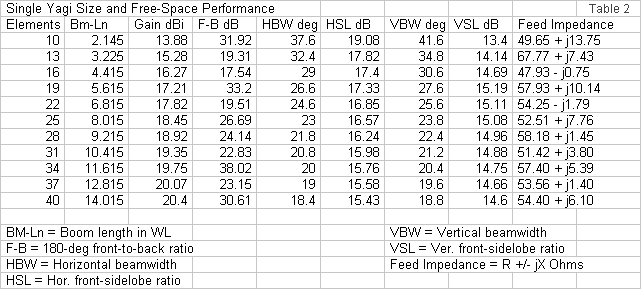 Single Yagi Size and Free-Space Performance Table 2
Elements Bm-Ln Gain dBi F-B dB HBW deg HSL dB VBW deg VSL dB Feed Impedance
10 2.145 13.88 31.92 37.6 19.08 41.6 13.4 49.65 + j13.75
13 3.225 15.28 19.31 32.4 17.82 34.8 14.14 67.77 + j7.43
16 4.415 16.27 17.54 29 17.4 30.6 14.69 47.93 - j0.75
19 5.615 17.21 33.2 26.6 17.33 27.6 15.19 57.93 + j10.14
22 6.815 17.82 19.51 24.6 16.85 25.6 15.11 54.25 - j1.79
25 8.015 18.45 26.69 23 16.57 23.8 15.08 52.51 + j7.76
28 9.215 18.92 24.14 21.8 16.24 22.4 14.96 58.18 + j1.45
31 10.415 19.35 22.83 20.8 15.98 21.2 14.88 51.42 + j3.80
34 11.615 19.75 38.02 20 15.76 20.4 14.75 57.40 + j5.39
37 12.815 20.07 23.15 19 15.58 19.6 14.66 53.56 + j1.40
40 14.015 20.4 30.61 18.4 15.43 18.8 14.6 54.40 + j6.10
BM-Ln = Boom length in WL VBW = Vertical beamwidth
F-B = 180-deg front-to-back ratio VSL = Ver. front-sidelobe ratio
HBW = Horizontal beamwidth Feed Impedance = R +/- jX Ohms
HSL = Hor. front-sidelobe ratio